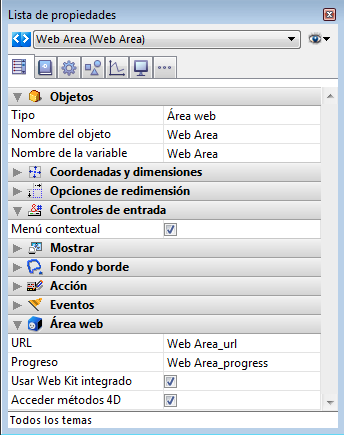 Lista de propiedades
Web Area (Web Area)
Objetos
Tipo Área web
Nombre del objeto Web Area
Nombre de la variable Web Area
Coordenadas y dimensiones
Opciones de redimensión
Controles de entrada
Menú contextual
Mostrar
Fondo y borde
Acción
Eventos
Área web
URL Web Area_url
Progreso Web Area_progress
Usar Web Kit integrado
Acceder métodos 4D
Todos los temas